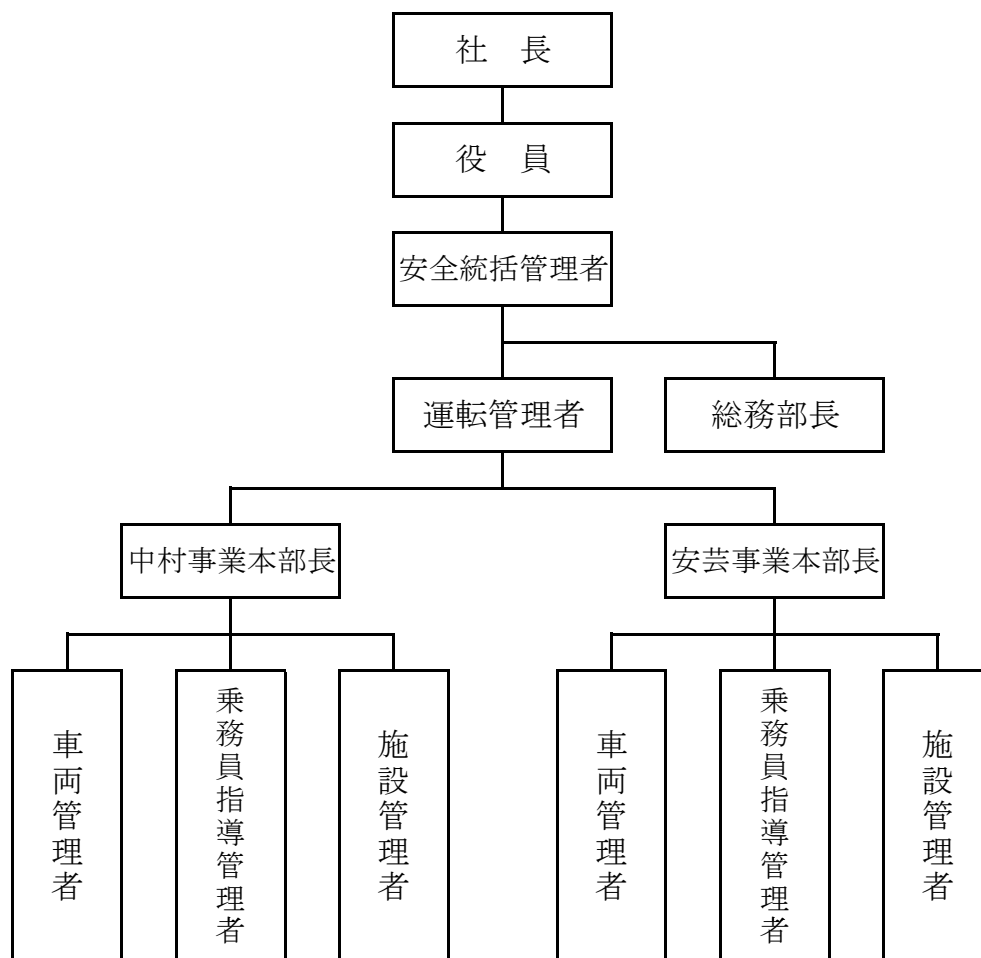 社　長
役　員
安全統括管理者
運転管理者
総務部長
中村事業本部長
安芸事業本部長
車両管理者
乗務員指導管理者
施設管理者
車両管理者
乗務員指導管理者
施設管理者